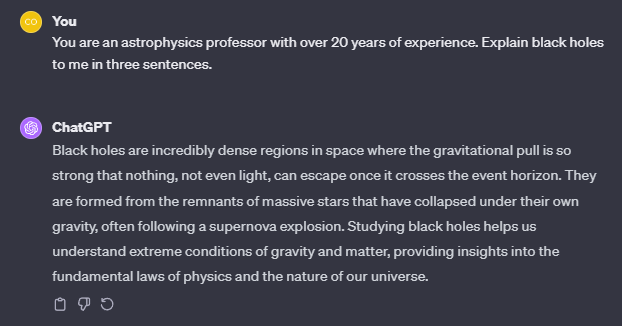 CO You
You are an astrophysics professor with over 20 years of experience. Explain black holes
to me in three sentences.
ChatGPT
Black holes are incredibly dense regions in space where the gravitational pull is so
strong that nothing, not even light, can escape once it crosses the event horizon. They
are formed from the remnants of massive stars that have collapsed under their own
gravity, often following a supernova explosion. Studying black holes helps us
understand extreme conditions of gravity and matter, providing insights into the
fundamental laws of physics and the nature of our universe.